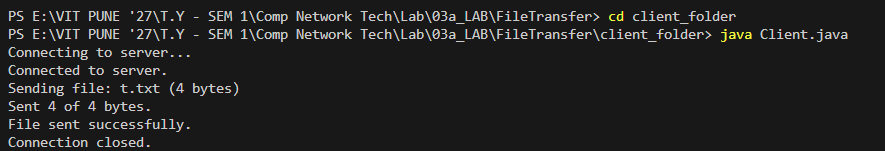 PS E:\VIT PUNE '27\T.Y - SEM 1\Comp Network Tech\Lab\03a_LAB\FileTransfer> cd client_folder
PS E:\VIT PUNE '27\T.Y - SEM 1\Comp Network Tech\Lab\03a_LAB\FileTransfer\client_folder> java Client.java
Connecting to server...
Connected to server.
Sending file: t.txt (4 bytes)
Sent 4 of 4 bytes.
File sent successfully.
Connection closed.